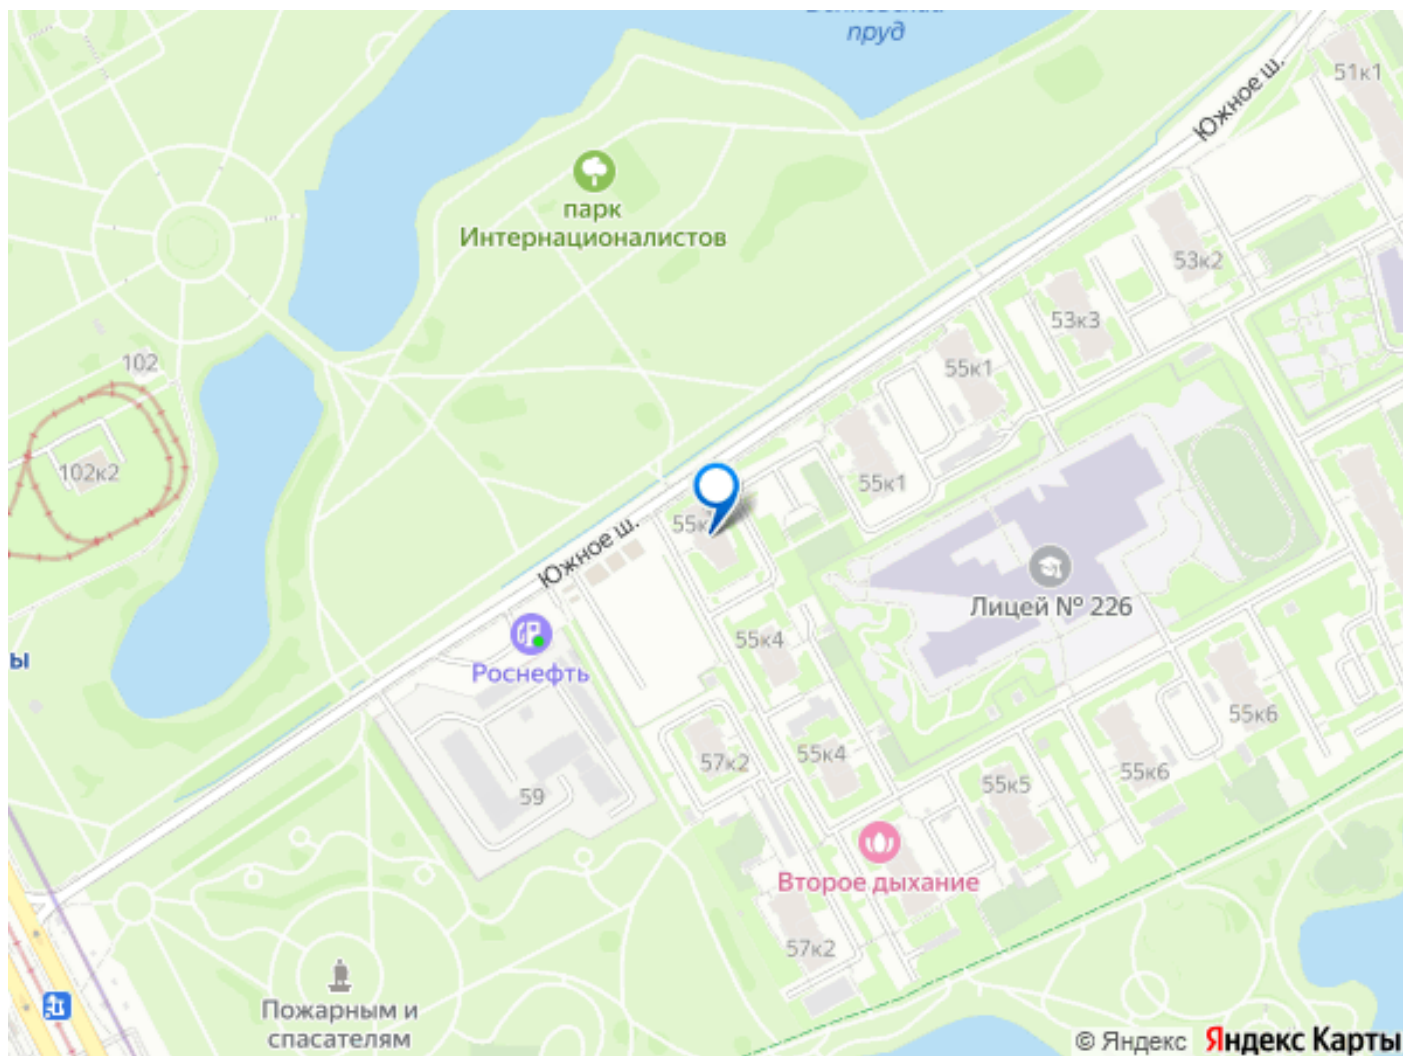 пруд
51к1
Южное ш.
парк
Интернационалистов
53к2
53к3
102
55к1
102к2
55к1
Южное ш.
Лицей № 226
55к4
ы
Роснефть
55к6
57к2
55к4
55к6
55к5
59
Второе дыхание
57к2
Пожарным и
спасателям
© Яндекс
Яндекс Карты